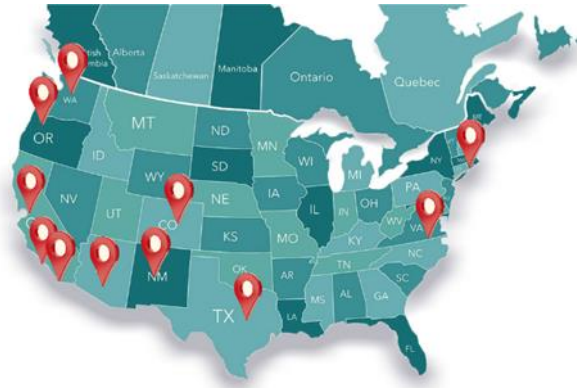 Alberta
Saskatchewan
Manitoba
Ontario
Quebec
WA
OR
MT
ID
ND
SD
MN
WI
MI
NY
ME
WY
NV
UT
CO
NE
IA
IL
IN
OH
PA
WV
VA
KS
MO
KY
NC
TN
SC
NM
OK
AR
TX
LA
MS
AL
GA
FL